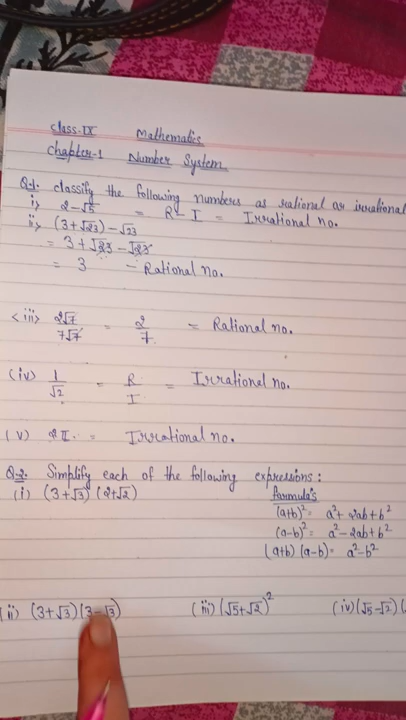 Class-IX Mathematics
Chapter-1 Number System
Q-1. Classify the following numbers as rational or irrational
i) 2-√5 = R-I = Irrational no.
ii) (3+√23)-√23
= 3+√23-√23
= 3 - Rational no.
(iii) 2√7/7√7 = 2/7 = Rational no.
(iv) 1/√2 = R/I = Irrational no.
(v) 2π = Irrational no.
Q-2. Simplify each of the following expressions:
(i) (3+√3)(2+√2) formula's
(a+b)² = a²+2ab+b²
(a-b)² = a²-2ab+b²
(a+b)(a-b) = a²-b²
(ii) (3+√3)(3-√3) (iii) (√5+√2)² (iv) (√5-√2)(